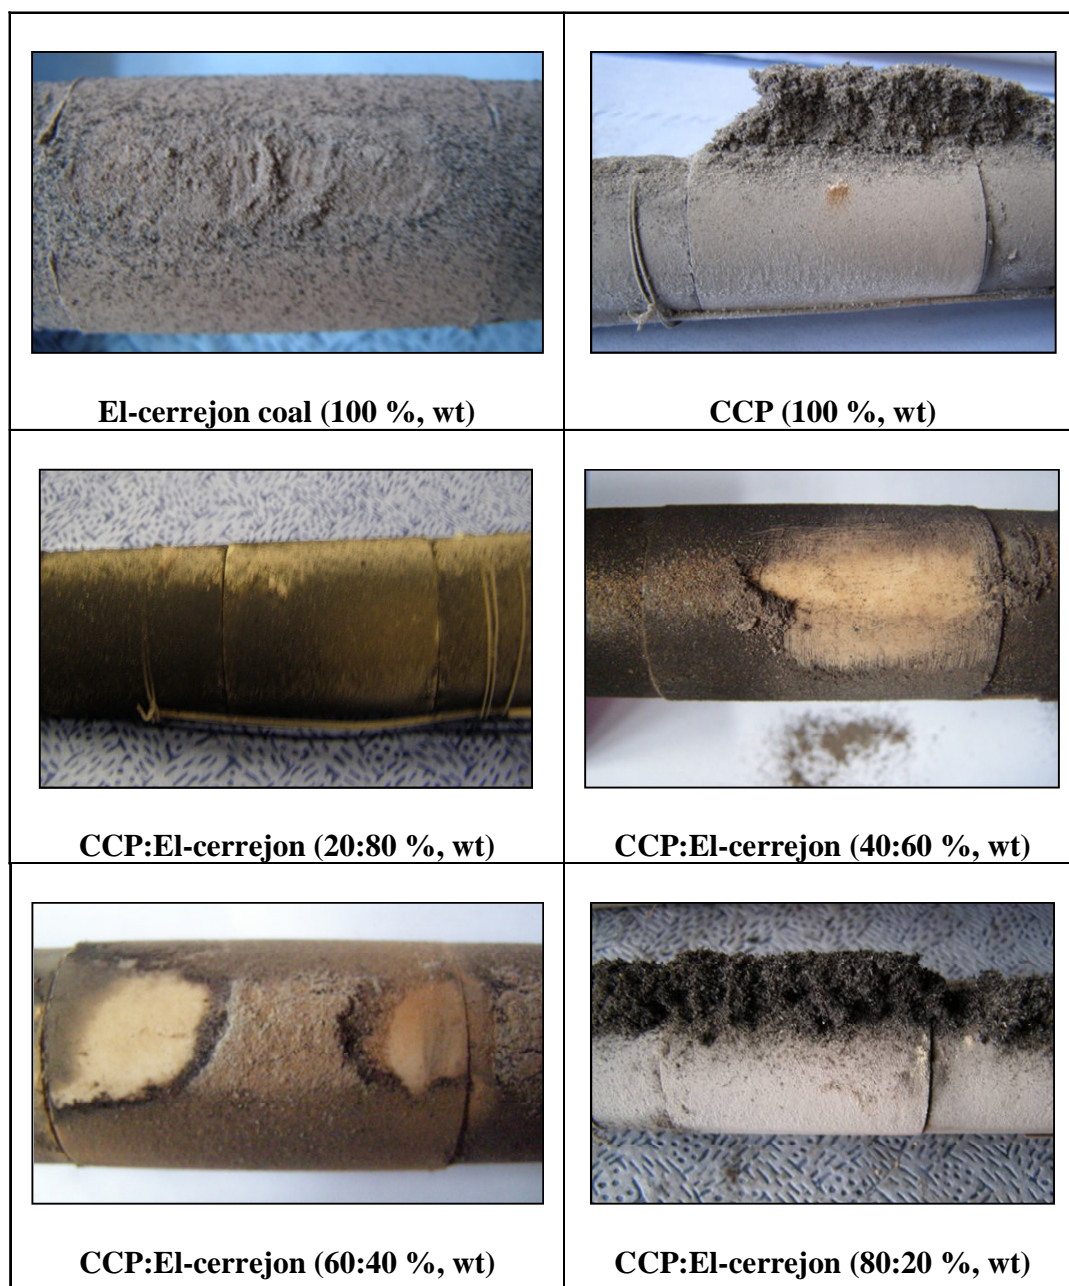 El-cerrejon coal (100 %, wt)
CCP (100 %, wt)
CCP:El-cerrejon (20:80 %, wt)
CCP:El-cerrejon (40:60 %, wt)
CCP:El-cerrejon (60:40 %, wt)
CCP:El-cerrejon (80:20 %, wt)